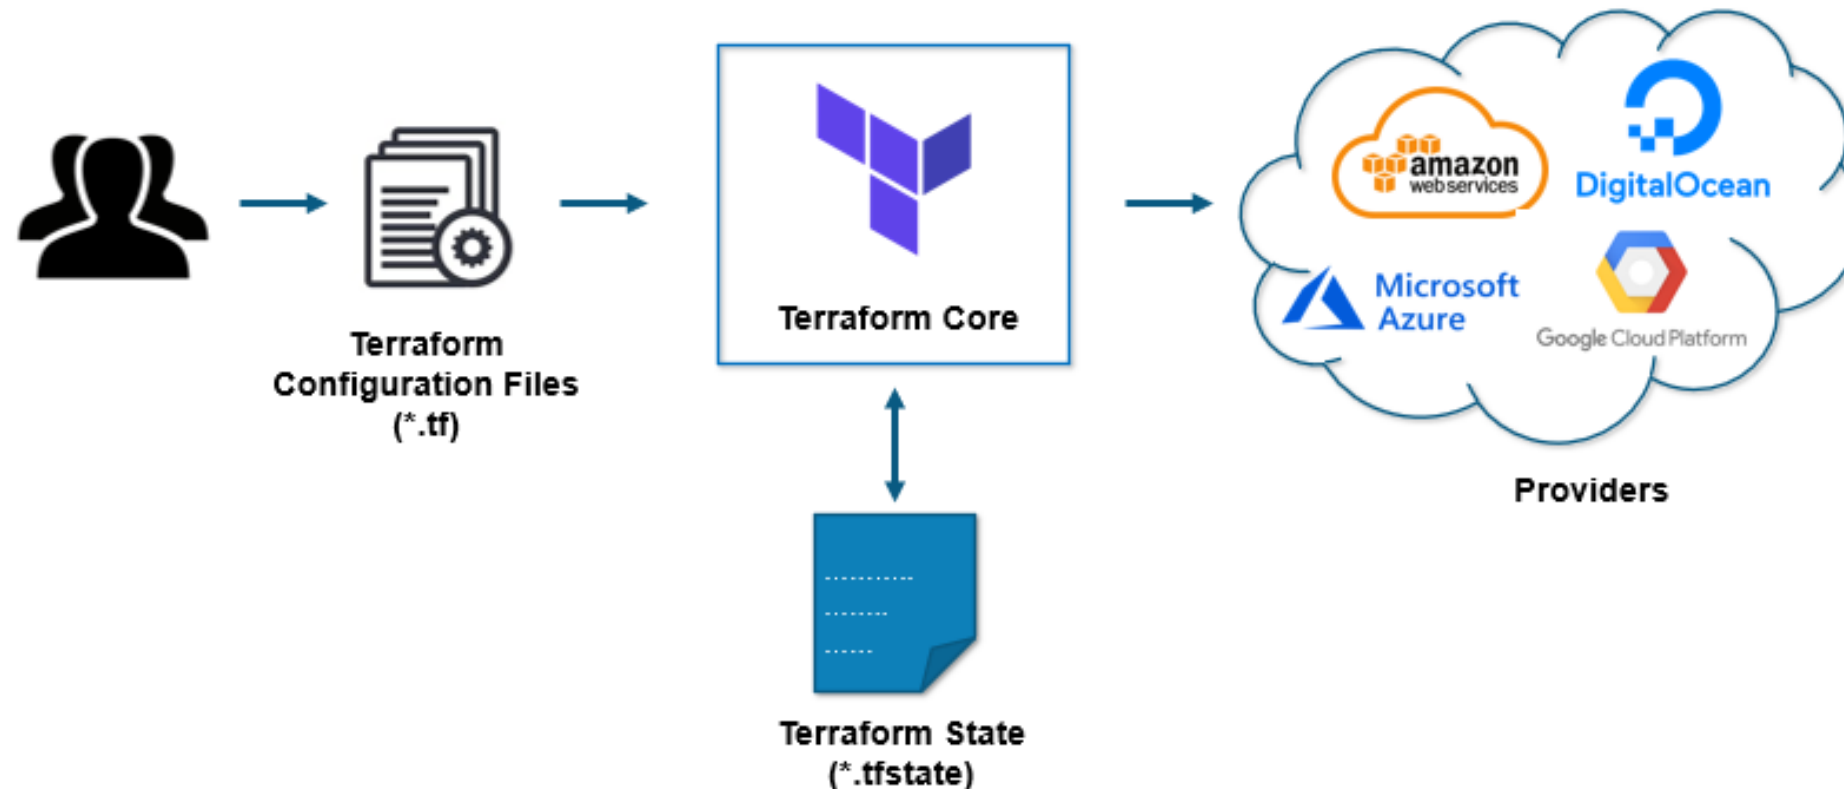 Terraform
Configuration Files
(*.tf)
Terraform Core
Terraform State
(*.tfstate)
amazon
webservices
DigitalOcean
Microsoft
Azure
Google Cloud Platform
Providers